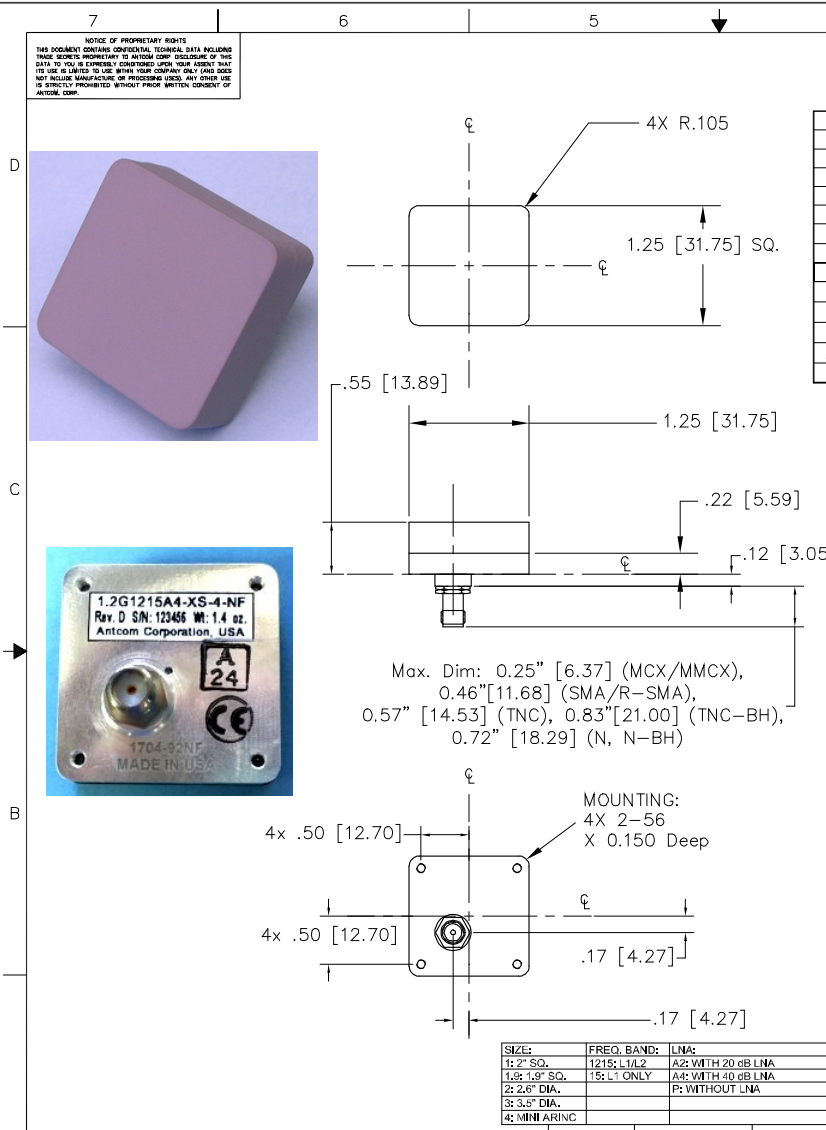 7
6
5
NOTICE OF PROPRIETARY RIGHTS
THIS DOCUMENT CONTAINS CONFIDENTIAL TECHNICAL DATA INCLUDING
TRADE SECRETS PROPRIETARY TO ANTCOM CORP. DISCLOSURE OF THIS
DATA TO YOU IS EXPRESSLY CONDITIONED UPON YOUR ASSENT THAT
ITS USE IS LIMITED TO USE WITHIN YOUR COMPANY ONLY (AND DOES
NOT INCLUDE MANUFACTURE OR PROCESSING USES). ANY OTHER USE
IS STRICTLY PROHIBITED WITHOUT PRIOR WRITTEN CONSENT OF
ANTCOM, CORP.
D
℄
4X R.105
1.25 [31.75] SQ.
℄
.55 [13.89]
1.25 [31.75]
C
.22 [5.59]
℄
.12 [3.05
1.2G1215A4-XS-4-NF
Rev. D S/N: 123456 Wt: 1.4 oz.
Antcom Corporation, USA
A
24
CE
1704-92NF
MADE IN USA
Max. Dim: 0.25" [6.37] (MCX/MMCX),
0.46"[11.68] (SMA/R-SMA),
0.57" [14.53] (TNC), 0.83"[21.00] (TNC-BH),
0.72" [18.29] (N, N-BH)
℄
B
MOUNTING:
4X 2-56
X 0.150 Deep
4x .50 [12.70]
℄
4x .50 [12.70]
.17 [4.27]
.17 [4.27]
SIZE: FREQ. BAND: LNA:
1: 2" SQ. 1215: L1/L2 A2: WITH 20 dB LNA
1.9: 1.9" SQ. 15: L1 ONLY A4: WITH 40 dB LNA
2: 2.6" DIA. P: WITHOUT LNA
3: 3.5" DIA.
4: MINI ARINC